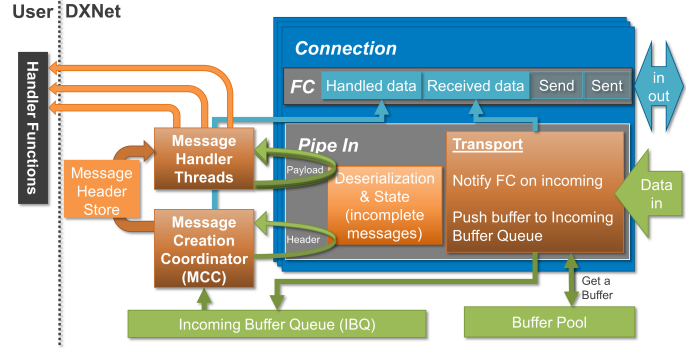 User
DXNet
Connection
FC
Handled data
Received data
Send
Sent
in
out
Handler Functions
Message
Handler
Threads
Pipe In
Transport
Notify FC on incoming
Push buffer to Incoming
Buffer Queue
Payload
Deserialization
& State
(incomplete
messages)
Message
Header
Store
Data
in
Message
Creation
Coordinator
(MCC)
Header
Get a
Buffer
Incoming Buffer Queue (IBQ)
Buffer Pool